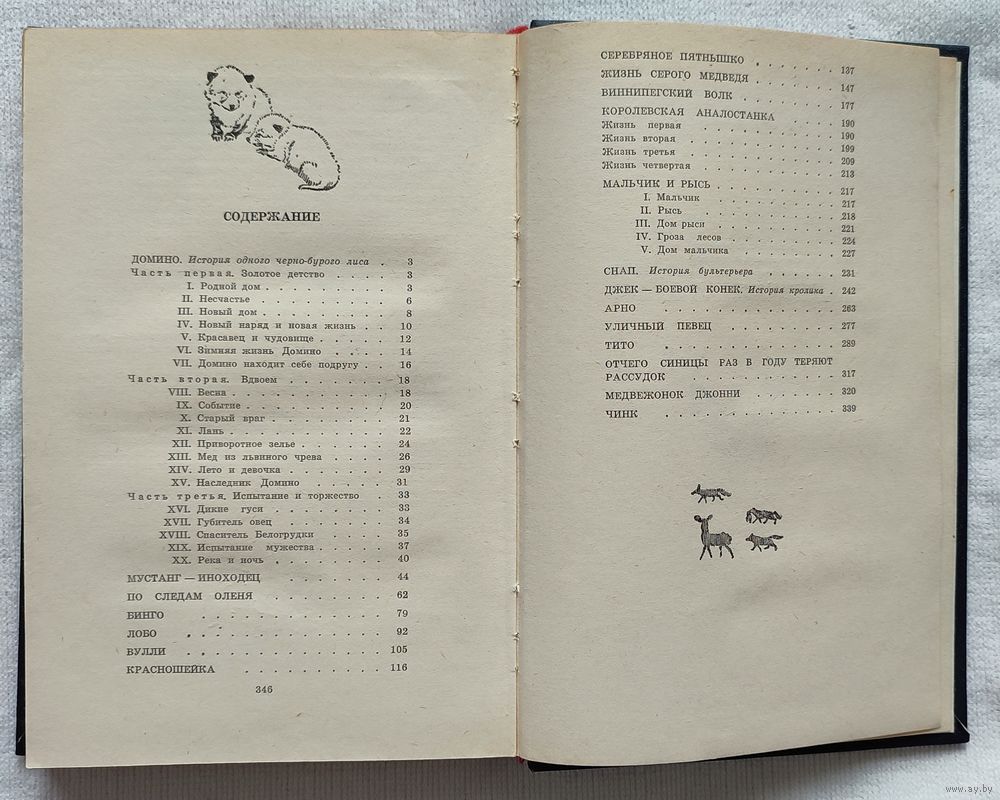 СОДЕРЖАНИЕ
ДОМИНО. История одного черно-бурого лиса . 3
Часть первая. Золотое детство . . . . 3
I. Родной дом . . . . . . . . . 3
II. Несчастье . . . . . . . . . 6
III. Новый дом . . . . . . . . . 8
IV. Новый наряд и новая жизнь . . 10
V. Красавец и чудовище . . . . . 12
VI. Зимняя жизнь Домино . . . . 14
VII. Домино находит себе подругу . . 16
Часть вторая. Вдвоем . . . . . . . 18
VIII. Весна . . . . . . . . . . 18
IX. Событие . . . . . . . . . . 20
X. Старый враг . . . . . . . . 21
XI. Лань . . . . . . . . . . . 22
XII. Приворотное зелье . . . . . . 24
XIII. Мед из львиного чрева . . . . 26
XIV. Лето и девочка . . . . . . . 29
XV. Наследник Домино . . . . . 31
Часть третья. Испытание и торжество . 33
XVI. Дикие гуси . . . . . . . . 33
XVII. Губитель овец . . . . . . . 34
XVIII. Спаситель Белогрудки . . . . 35
XIX. Испытание мужества . . . . . 37
XX. Река и ночь . . . . . . . . 40
МУСТАНГ — ИНОХОДЕЦ . . . . . . 44
ПО СЛЕДАМ ОЛЕНЯ . . . . . . . 62
БИНГО . . . . . . . . . . . . 79
ЛОБО . . . . . . . . . . . . 92
ВУЛЛИ . . . . . . . . . . . . 105
КРАСНОШЕЙКА . . . . . . . . . 116
346
СЕРЕБРЯНОЕ ПЯТНЫШКО . . . . . . 137
ЖИЗНЬ СЕРОГО МЕДВЕДЯ . . . . . . 147
ВИННИПЕГСКИЙ ВОЛК . . . . . . . 177
КОРОЛЕВСКАЯ АНАЛОСТАНКА . . . . . 190
Жизнь первая . . . . . . . . . . 190
Жизнь вторая . . . . . . . . . . 199
Жизнь третья . . . . . . . . . . 209
Жизнь четвертая . . . . . . . . . 213
МАЛЬЧИК И РЫСЬ . . . . . . . . . 217
I. Мальчик . . . . . . . . . . 217
II. Рысь . . . . . . . . . . 218
III. Дом рыси . . . . . . . . . 221
IV. Гроза лесов . . . . . . . . 224
V. Дом мальчика . . . . . . . . 227
СНАП. История бультерьера . . . . . . 231
ДЖЕК — БОЕВОЙ КОНЕК. История кролика . 242
АРНО . . . . . . . . . . . . 263
УЛИЧНЫЙ ПЕВЕЦ . . . . . . . . . 277
ТИТО . . . . . . . . . . . . 289
ОТЧЕГО СИНИЦЫ РАЗ В ГОДУ ТЕРЯЮТ
РАССУДОК . . . . . . . . . . . 317
МЕДВЕЖОНОК ДЖОННИ . . . . . . . 320
ЧИНК . . . . . . . . . . . . 339
www.ay.by